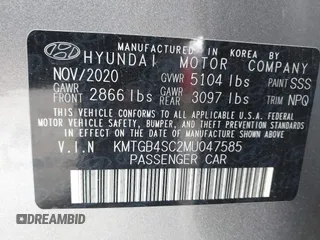 MANUFACTURED IN KOREA BY
HYUNDAI MOTOR COMPANY
NOV/2020 GVWR 5104 lbs PAINT SSS
GAWR FRONT 2866 lbs GAWR REAR 3097 lbs TRIM NPQ
THIS VEHICLE CONFORMS TO ALL APPLICABLE U.S.A. FEDERAL
MOTOR VEHICLE SAFETY, BUMPER, AND THEFT PREVENTION
STANDARDS IN EFFECT ON THE DATE OF MANUFACTURE SHOWN ABOVE.
V.I.N KMTGB4SC2MU047585
PASSENGER CAR
DREAMBID